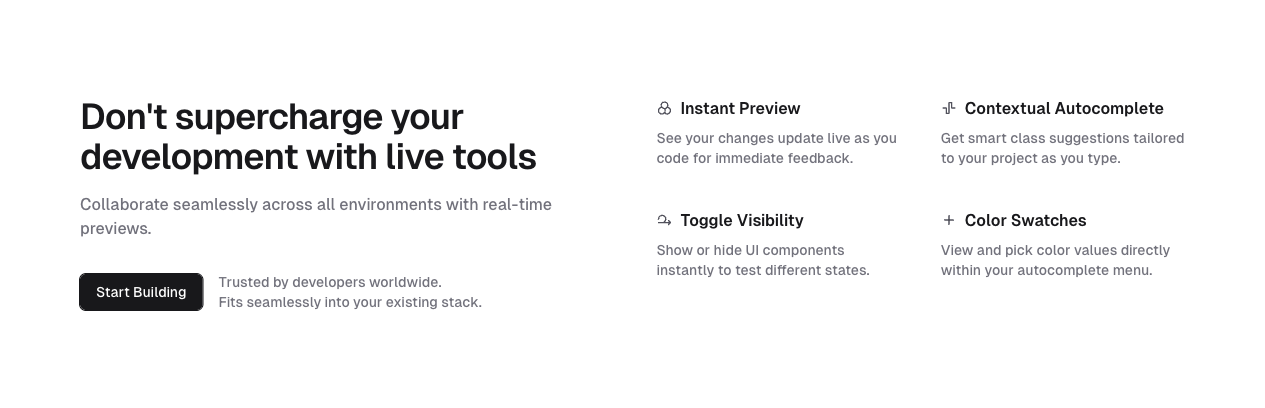 Don't supercharge your
development with live tools
Collaborate seamlessly across all environments with real-time
previews.
Start Building
Trusted by developers worldwide.
Fits seamlessly into your existing stack.
Instant Preview
See your changes update live as you
code for immediate feedback.
Contextual Autocomplete
Get smart class suggestions tailored
to your project as you type.
Toggle Visibility
Show or hide UI components
instantly to test different states.
Color Swatches
View and pick color values directly
within your autocomplete menu.